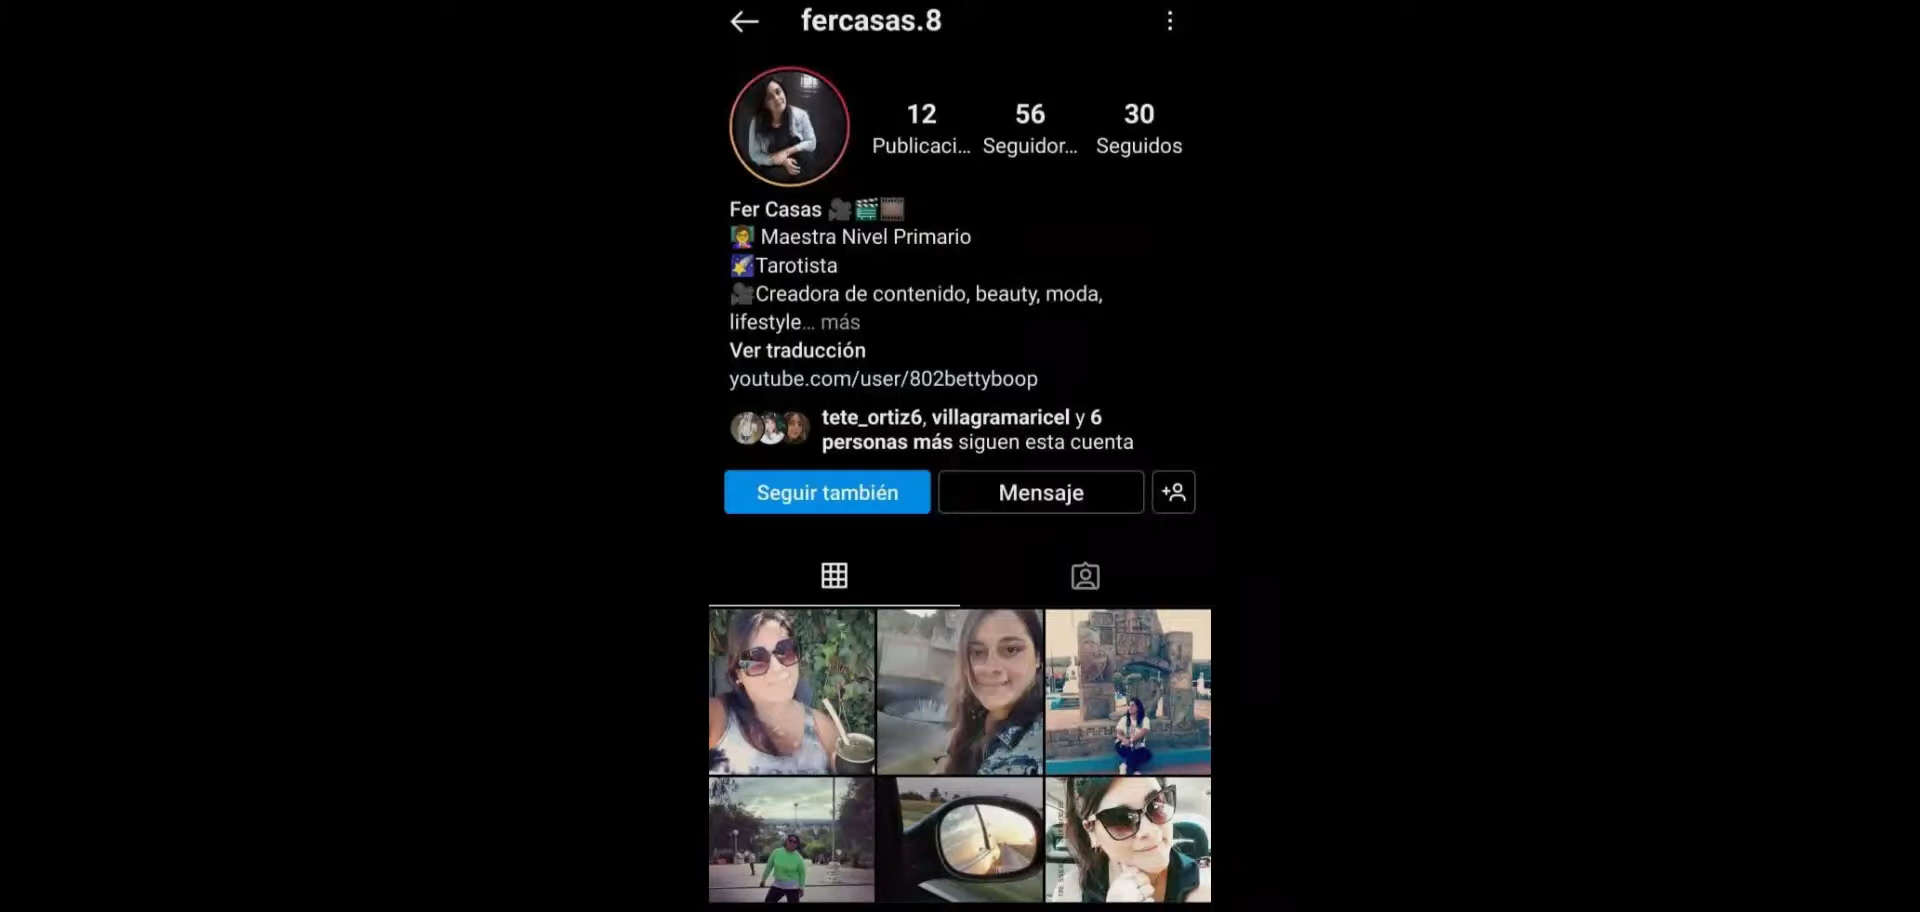 fercasas.8
12 56 30
Publicaci... Seguidor... Seguidos
Fer Casas
Maestra Nivel Primario
Tarotista
Creadora de contenido, beauty, moda,
lifestyle... más
Ver traducción
youtube.com/user/802bettyboop
tete_ortiz6, villagramaricel y 6
personas más siguen esta cuenta
Seguir también Mensaje